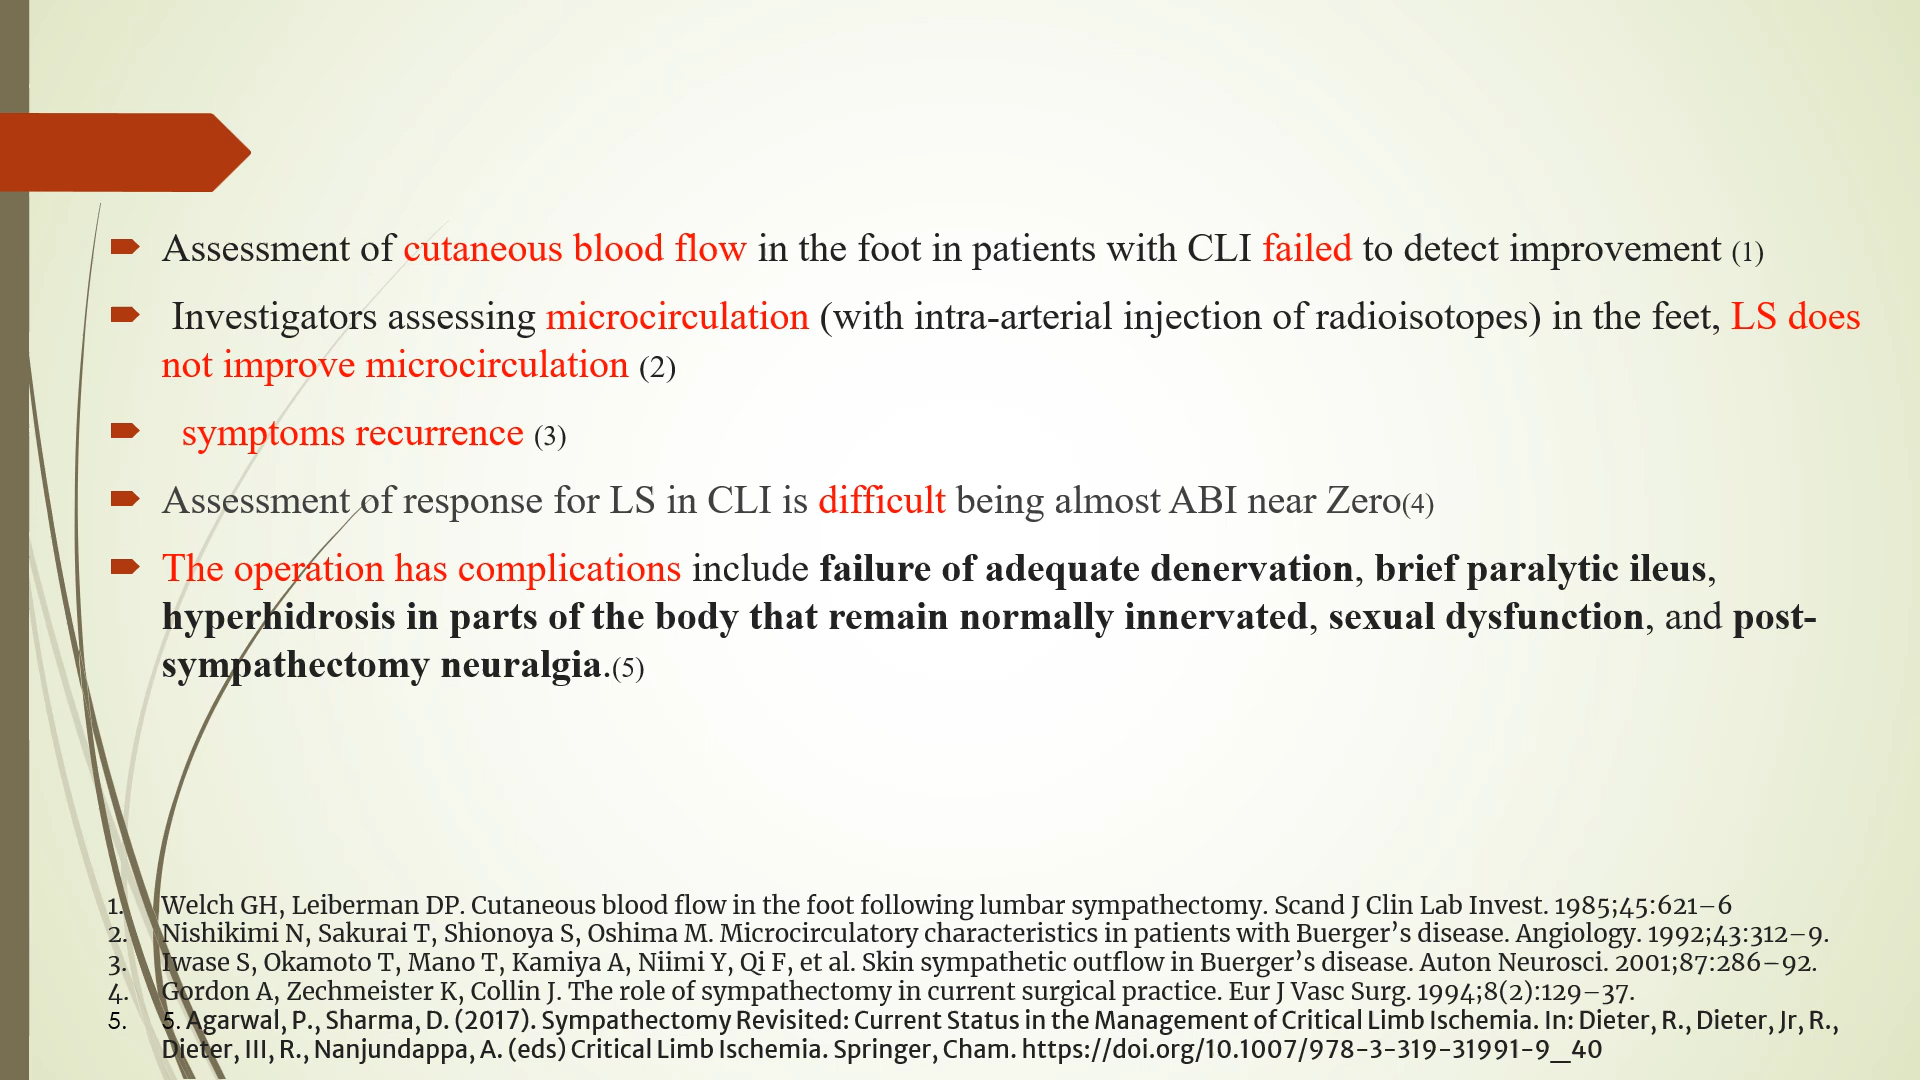 Assessment of cutaneous blood flow in the foot in patients with CLI failed to detect improvement (1)
Investigators assessing microcirculation (with intra-arterial injection of radioisotopes) in the feet, LS does
not improve microcirculation (2)
symptoms recurrence (3)
Assessment of response for LS in CLI is difficult being almost ABI near Zero(4)
The operation has complications include failure of adequate denervation, brief paralytic ileus,
hyperhidrosis in parts of the body that remain normally innervated, sexual dysfunction, and post-
sympathectomy neuralgia.(5)
1. Welch GH, Leiberman DP. Cutaneous blood flow in the foot following lumbar sympathectomy. Scand J Clin Lab Invest. 1985;45:621–6
2. Nishikimi N, Sakurai T, Shionoya S, Oshima M. Microcirculatory characteristics in patients with Buerger’s disease. Angiology. 1992;43:312–9.
3. Iwase S, Okamoto T, Mano T, Kamiya A, Niimi Y, Qi F, et al. Skin sympathetic outflow in Buerger’s disease. Auton Neurosci. 2001;87:286–92.
4. Gordon A, Zechmeister K, Collin J. The role of sympathectomy in current surgical practice. Eur J Vasc Surg. 1994;8(2):129–37.
5. 5. Agarwal, P., Sharma, D. (2017). Sympathectomy Revisited: Current Status in the Management of Critical Limb Ischemia. In: Dieter, R., Dieter, Jr, R.,
Dieter, III, R., Nanjundappa, A. (eds) Critical Limb Ischemia. Springer, Cham. https://doi.org/10.1007/978-3-319-31991-9_40